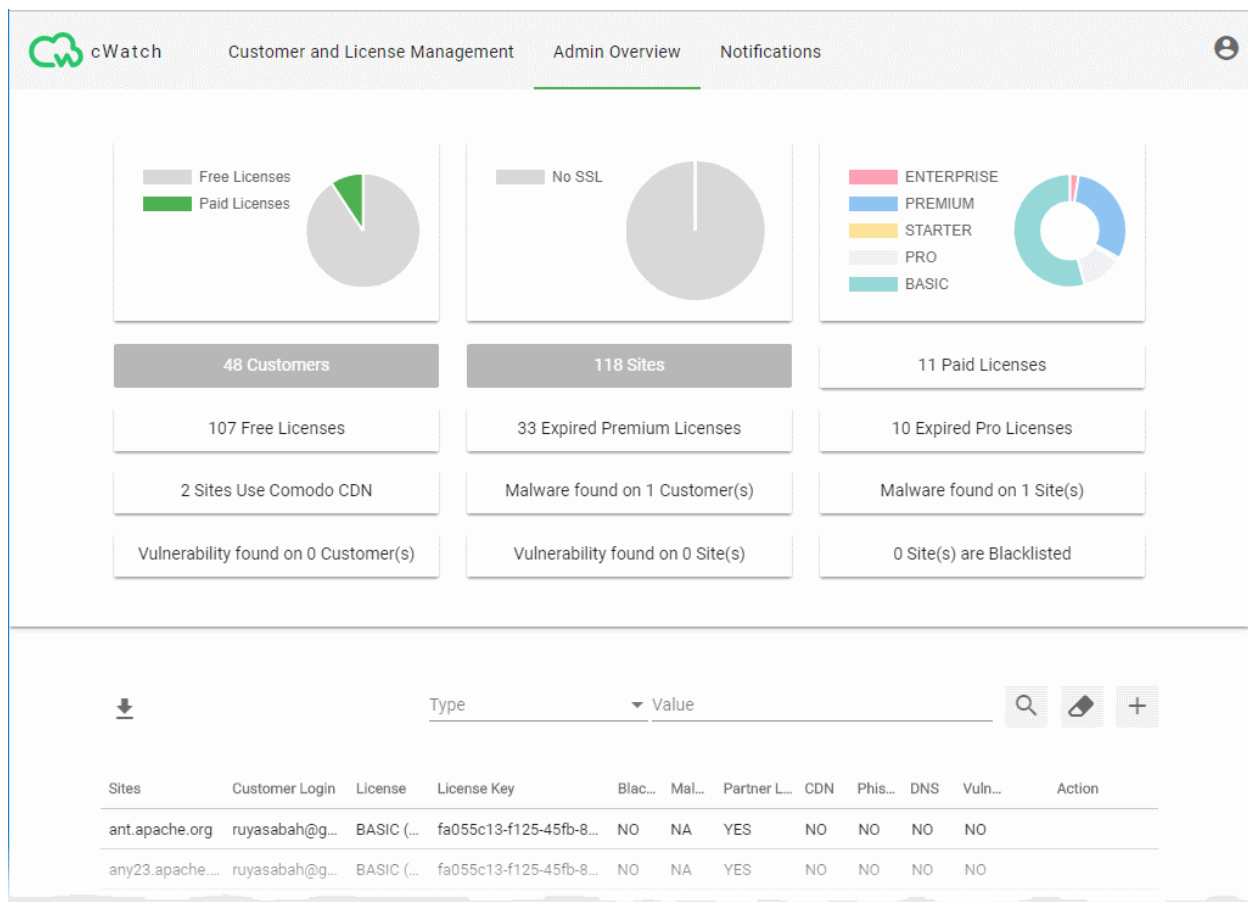 cWatch Customer and License Management Admin Overview Notifications
Free Licenses
Paid Licenses
No SSL
ENTERPRISE
PREMIUM
STARTER
PRO
BASIC
48 Customers 118 Sites 11 Paid Licenses
107 Free Licenses 33 Expired Premium Licenses 10 Expired Pro Licenses
2 Sites Use Comodo CDN Malware found on 1 Customer(s) Malware found on 1 Site(s)
Vulnerability found on 0 Customer(s) Vulnerability found on 0 Site(s) 0 Site(s) are Blacklisted
Type Value
Sites Customer Login License License Key Blac... Mal... Partner L... CDN Phis... DNS Vuln... Action
ant.apache.org ruyasabah@g... BASIC (... fa055c13-f125-45fb-8... NO NA YES NO NO NO NO
any23.apache.... ruyasabah@g... BASIC (... fa055c13-f125-45fb-8... NO NA YES NO NO NO NO